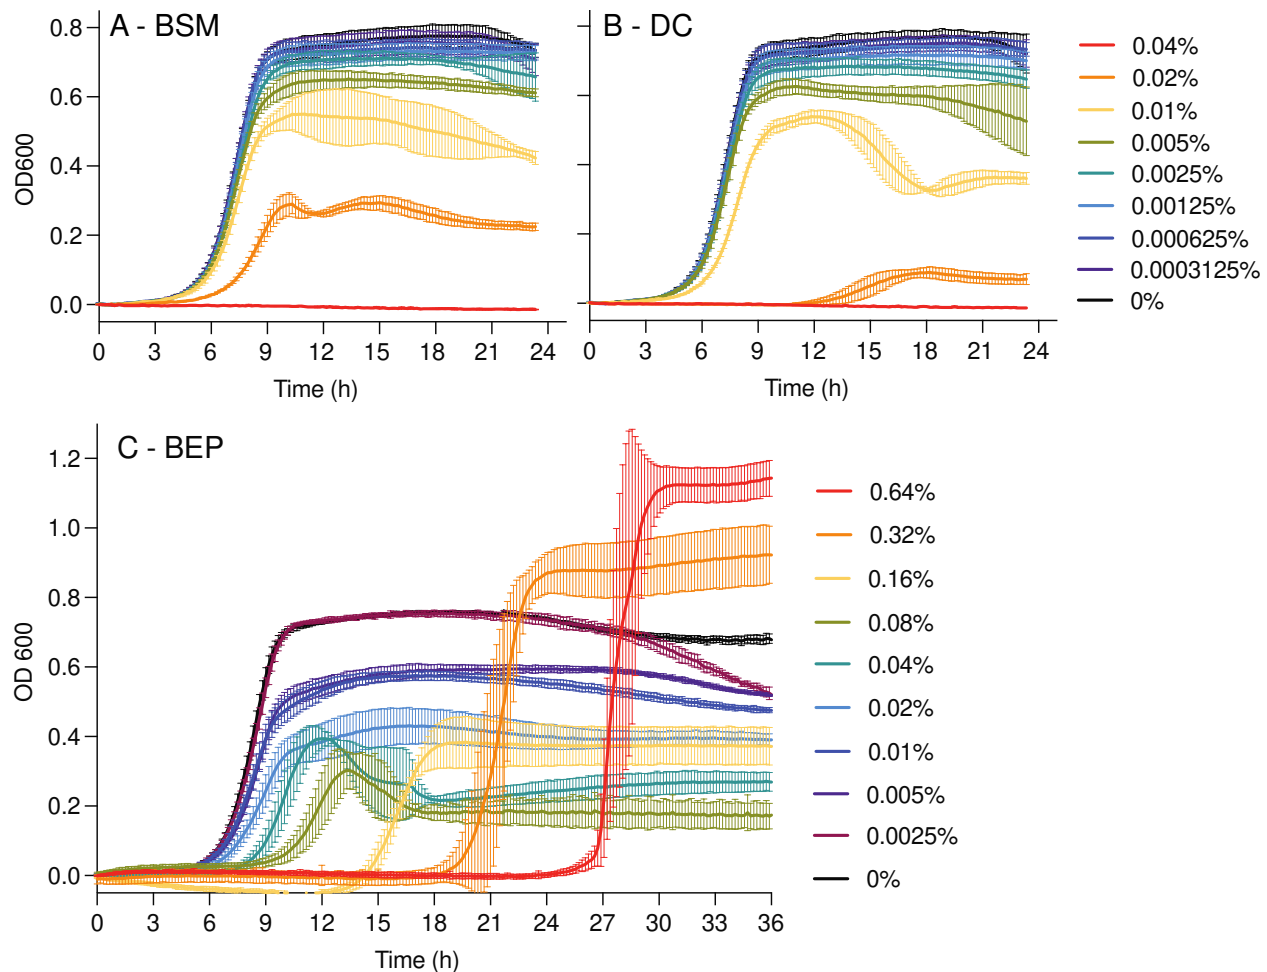 A - BSM
0.8
0.6
0.4
0.2
0.0
OD600
0 3 6 9 12 15 18 21 24
Time (h)
B - DC
0 3 6 9 12 15 18 21 24
Time (h)
0.04%
0.02%
0.01%
0.005%
0.0025%
0.00125%
0.000625%
0.0003125%
0%
C - BEP
1.2
1.0
0.8
0.6
0.4
0.2
0.0
OD 600
0 3 6 9 12 15 18 21 24 27 30 33 36
Time (h)
0.64%
0.32%
0.16%
0.08%
0.04%
0.02%
0.01%
0.005%
0.0025%
0%